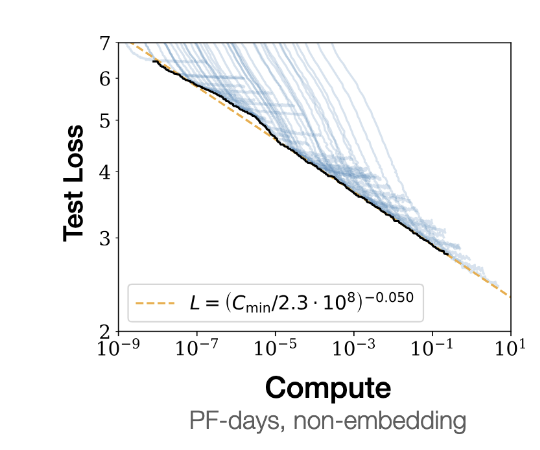 7
6
5
4
3
2
Test Loss
L = (C_min/2.3 · 10^8)^−0.050
10^−9 10^−7 10^−5 10^−3 10^−1 10^1
Compute
PF-days, non-embedding